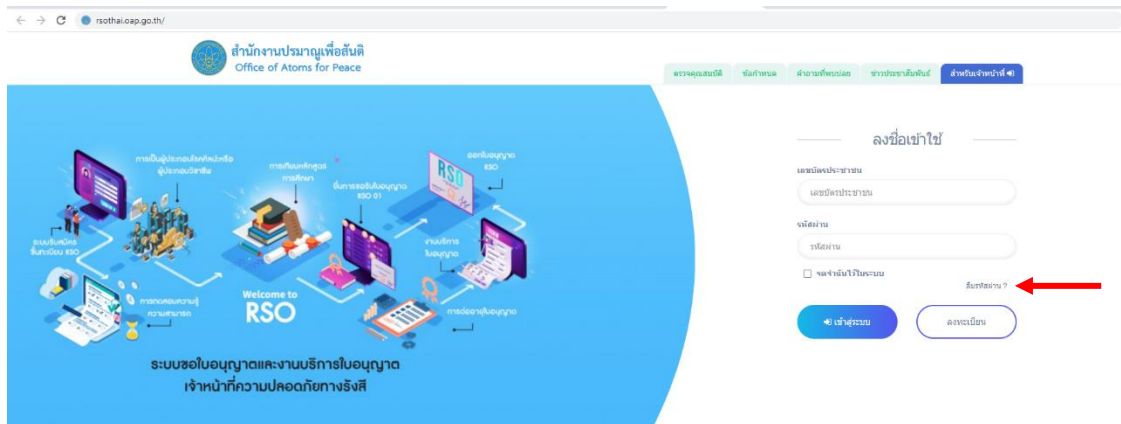 rsothai.oap.go.th/
สำนักงานปรมาณูเพื่อสันติ
Office of Atoms for Peace
ตรวจคุณสมบัติ
ข้อกำหนด
คำถามที่พบบ่อย
ข่าวประชาสัมพันธ์
สำหรับเจ้าหน้าที่
การเป็นผู้ประกอบโรคศิลปะหรือ
ผู้ประกอบวิชาชีพ
การเทียบหลักสูตร
การศึกษา
ยื่นการขอรับใบอนุญาต
RSO 01
ออกใบอนุญาต
RSO
RSO
ระบบรับสมัคร
ขึ้นทะเบียน RSO
งานบริการ
ใบอนุญาต
การทดสอบความรู้
ความสามารถ
Welcome to
RSO
การต่ออายุใบอนุญาต
ระบบขอใบอนุญาตและงานบริการใบอนุญาต
เจ้าหน้าที่ความปลอดภัยทางรังสี
ลงชื่อเข้าใช้
เลขบัตรประชาชน
เลขบัตรประชาชน
รหัสผ่าน
รหัสผ่าน
จดจำฉันไว้ในระบบ
ลืมรหัสผ่าน ?
เข้าสู่ระบบ
ลงทะเบียน